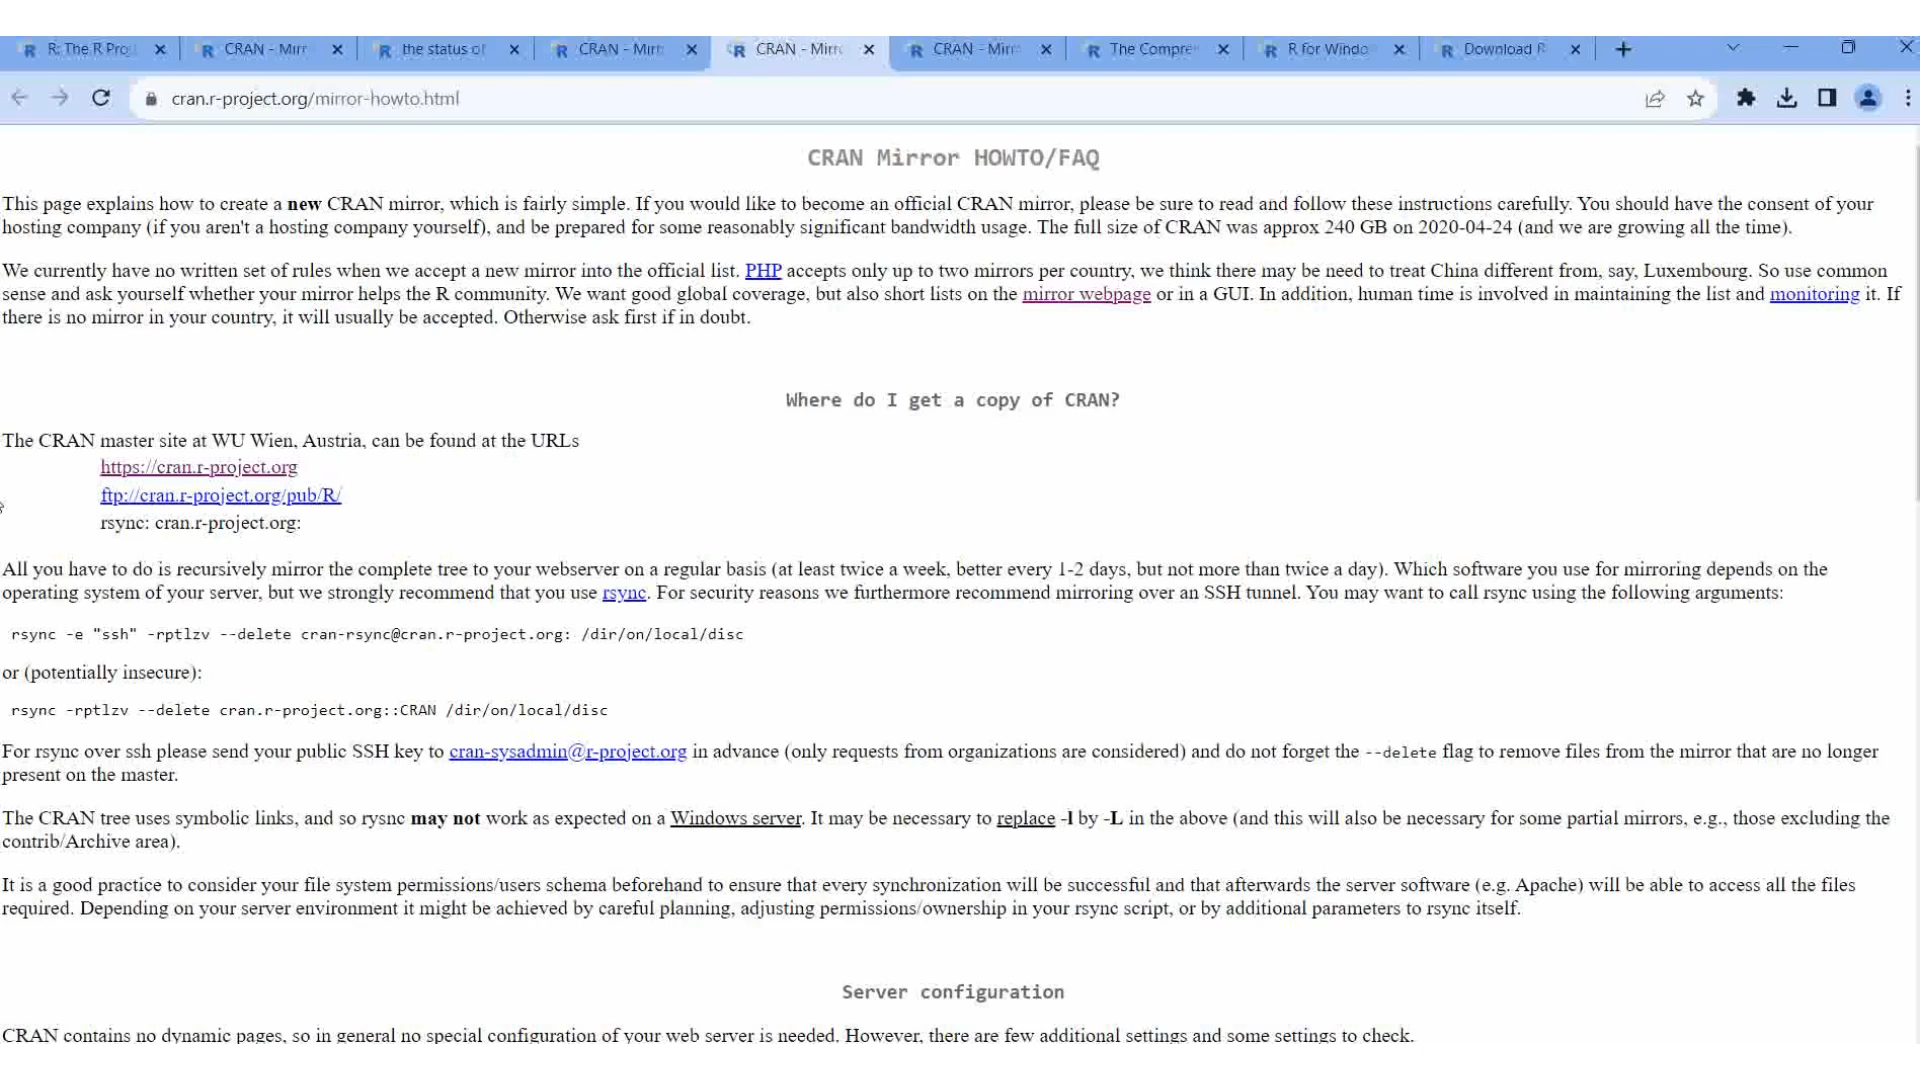 R: The R Pro
CRAN - Mirr
the status of
CRAN - Mirr
CRAN - Mirr
CRAN - Mirr
The Compre
R for Windo
Download R
cran.r-project.org/mirror-howto.html
CRAN Mirror HOWTO/FAQ
This page explains how to create a new CRAN mirror, which is fairly simple. If you would like to become an official CRAN mirror, please be sure to read and follow these instructions carefully. You should have the consent of your
hosting company (if you aren't a hosting company yourself), and be prepared for some reasonably significant bandwidth usage. The full size of CRAN was approx 240 GB on 2020-04-24 (and we are growing all the time).
We currently have no written set of rules when we accept a new mirror into the official list. PHP accepts only up to two mirrors per country, we think there may be need to treat China different from, say, Luxembourg. So use common
sense and ask yourself whether your mirror helps the R community. We want good global coverage, but also short lists on the mirror webpage or in a GUI. In addition, human time is involved in maintaining the list and monitoring it. If
there is no mirror in your country, it will usually be accepted. Otherwise ask first if in doubt.
Where do I get a copy of CRAN?
The CRAN master site at WU Wien, Austria, can be found at the URLs
https://cran.r-project.org
ftp://cran.r-project.org/pub/R/
rsync: cran.r-project.org:
All you have to do is recursively mirror the complete tree to your webserver on a regular basis (at least twice a week, better every 1-2 days, but not more than twice a day). Which software you use for mirroring depends on the
operating system of your server, but we strongly recommend that you use rsync. For security reasons we furthermore recommend mirroring over an SSH tunnel. You may want to call rsync using the following arguments:
rsync -e "ssh" -rptlzv --delete cran-rsync@cran.r-project.org: /dir/on/local/disc
or (potentially insecure):
rsync -rptlzv --delete cran.r-project.org::CRAN /dir/on/local/disc
For rsync over ssh please send your public SSH key to cran-sysadmin@r-project.org in advance (only requests from organizations are considered) and do not forget the --delete flag to remove files from the mirror that are no longer
present on the master.
The CRAN tree uses symbolic links, and so rysnc may not work as expected on a Windows server. It may be necessary to replace -l by -L in the above (and this will also be necessary for some partial mirrors, e.g., those excluding the
contrib/Archive area).
It is a good practice to consider your file system permissions/users schema beforehand to ensure that every synchronization will be successful and that afterwards the server software (e.g. Apache) will be able to access all the files
required. Depending on your server environment it might be achieved by careful planning, adjusting permissions/ownership in your rsync script, or by additional parameters to rsync itself.
Server configuration
CRAN contains no dynamic pages, so in general no special configuration of your web server is needed. However, there are few additional settings and some settings to check.